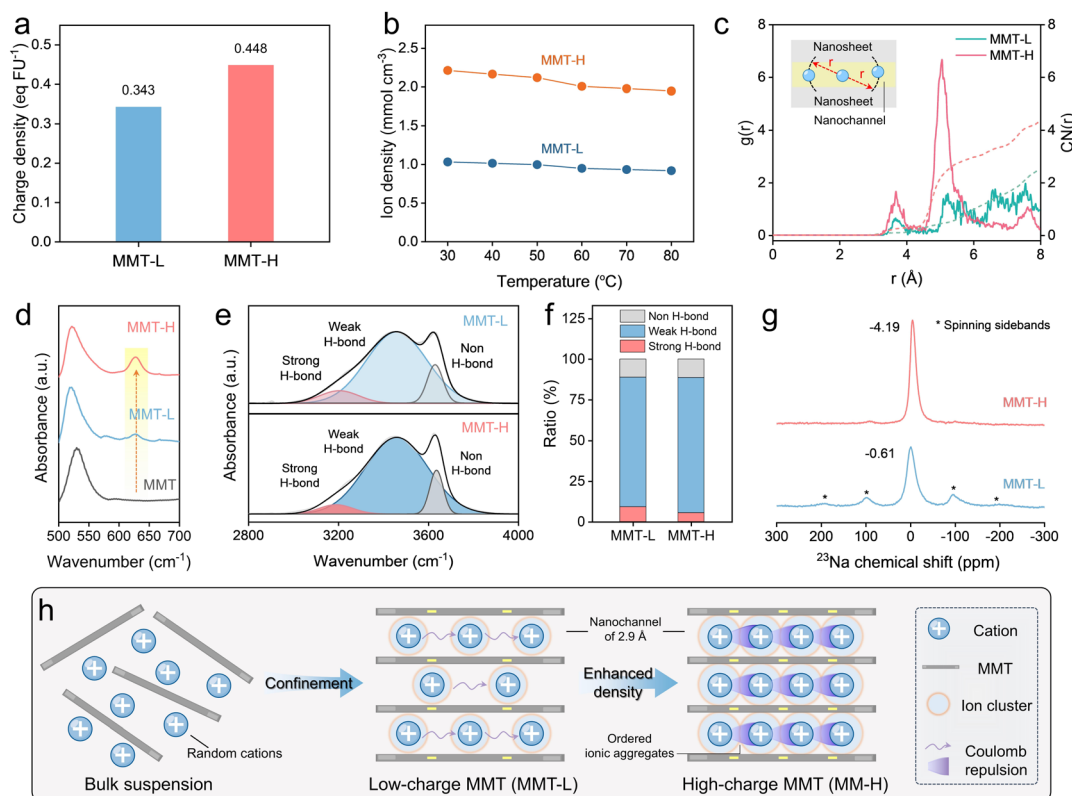 a
Charge density (eq FU⁻¹)
0.5
0.4
0.3
0.2
0.1
0.0
0.343
0.448
MMT-L
MMT-H
b
Ion density (mmol cm⁻³)
2.5
2.0
1.5
1.0
0.5
0.0
MMT-H
MMT-L
30 40 50 60 70 80
Temperature (°C)
c
g(r)
8
6
4
2
0
Nanosheet
r
r
Nanosheet
Nanochannel
MMT-L
MMT-H
8
6
4
2
0
CN(r)
0 2 4 6 8
r (Å)
d
Absorbance (a.u.)
MMT-H
MMT-L
MMT
500 550 600 650 700
Wavenumber (cm⁻¹)
e
Absorbance (a.u.)
MMT-L
Weak
H-bond
Strong
H-bond
Non
H-bond
MMT-H
Weak
H-bond
Strong
H-bond
Non
H-bond
2800 3200 3600 4000
Wavenumber (cm⁻¹)
f
Ratio (%)
125
100
75
50
25
0
Non H-bond
Weak H-bond
Strong H-bond
MMT-L
MMT-H
g
-4.19
* Spinning sidebands
MMT-H
-0.61
MMT-L
* * * *
300 200 100 0 -100 -200 -300
²³Na chemical shift (ppm)
h
Random cations
Bulk suspension
Confinement
Low-charge MMT (MMT-L)
Nanochannel
of 2.9 Å
Enhanced
density
Ordered
ionic aggregates
High-charge MMT (MM-H)
Cation
MMT
Ion cluster
Coulomb
repulsion